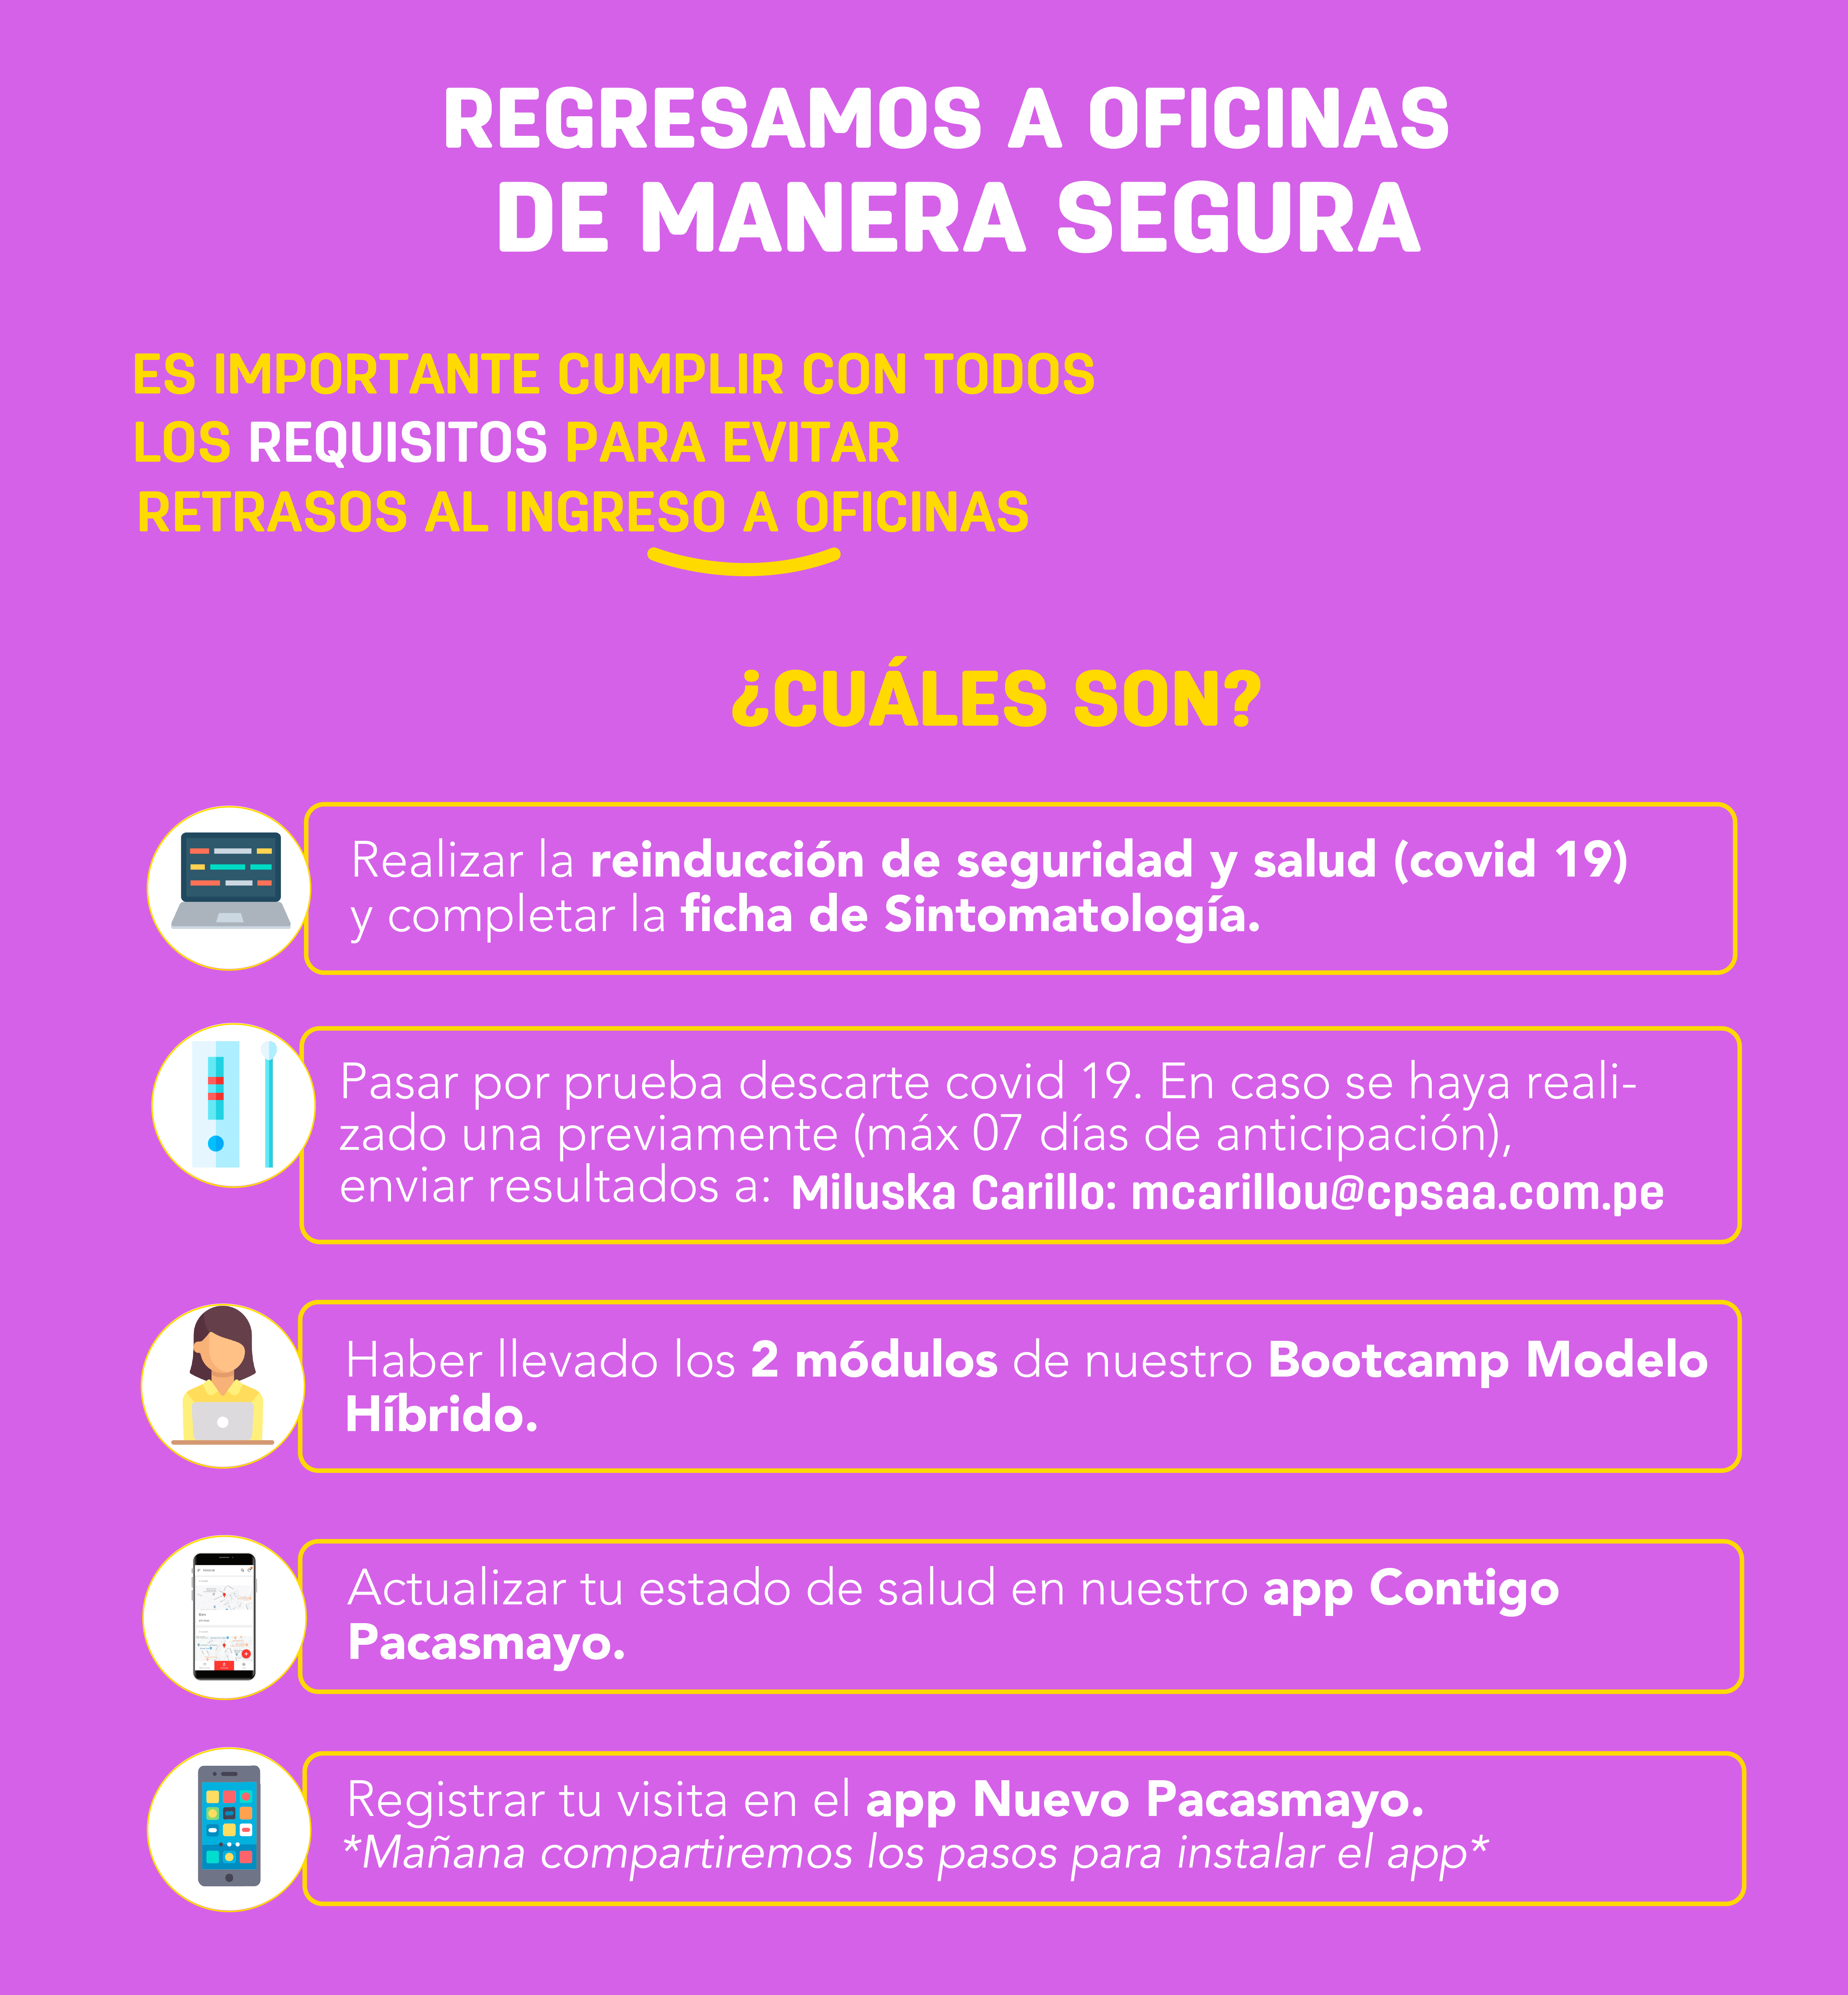 REGRESAMOS A OFICINAS
DE MANERA SEGURA
ES IMPORTANTE CUMPLIR CON TODOS
LOS REQUISITOS PARA EVITAR
RETRASOS AL INGRESO A OFICINAS
¿CUÁLES SON?
Realizar la reinducción de seguridad y salud (covid 19)
y completar la ficha de Sintomatología.
Pasar por prueba descarte covid 19. En caso se haya reali-
zado una previamente (máx 07 días de anticipación),
enviar resultados a: Miluska Carillo: mcarillou@cpsaa.com.pe
Haber llevado los 2 módulos de nuestro Bootcamp Modelo
Híbrido.
Actualizar tu estado de salud en nuestro app Contigo
Pacasmayo.
Registrar tu visita en el app Nuevo Pacasmayo.
*Mañana compartiremos los pasos para instalar el app*